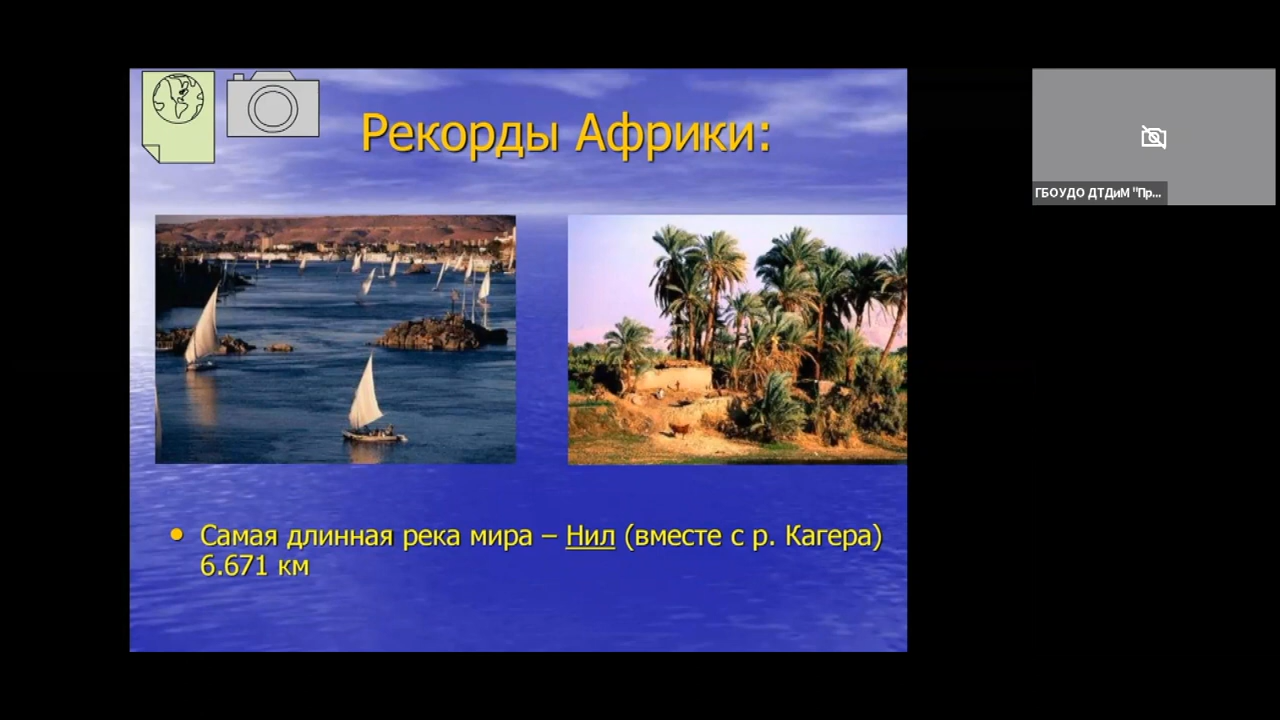 Рекорды Африки:
ГБОУДО ДТДиМ "Пр...
Самая длинная река мира – Нил (вместе с р. Кагера)
6.671 км